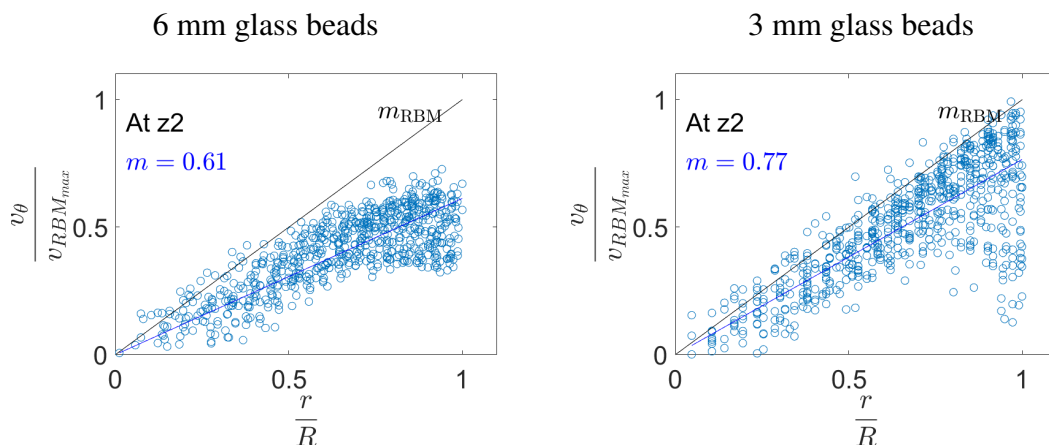 6 mm glass beads
1
At z2
m = 0.61
m_RBM
0.5
0
0
0.5
1
v_θ
v_RBM_max
r
R
3 mm glass beads
1
At z2
m = 0.77
m_RBM
0.5
0
0
0.5
1
v_θ
v_RBM_max
r
R